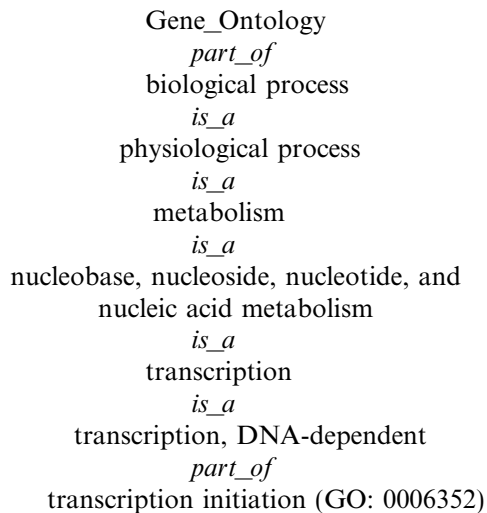 Gene_Ontology
part_of
biological process
is_a
physiological process
is_a
metabolism
is_a
nucleobase, nucleoside, nucleotide, and
nucleic acid metabolism
is_a
transcription
is_a
transcription, DNA-dependent
part_of
transcription initiation (GO: 0006352)